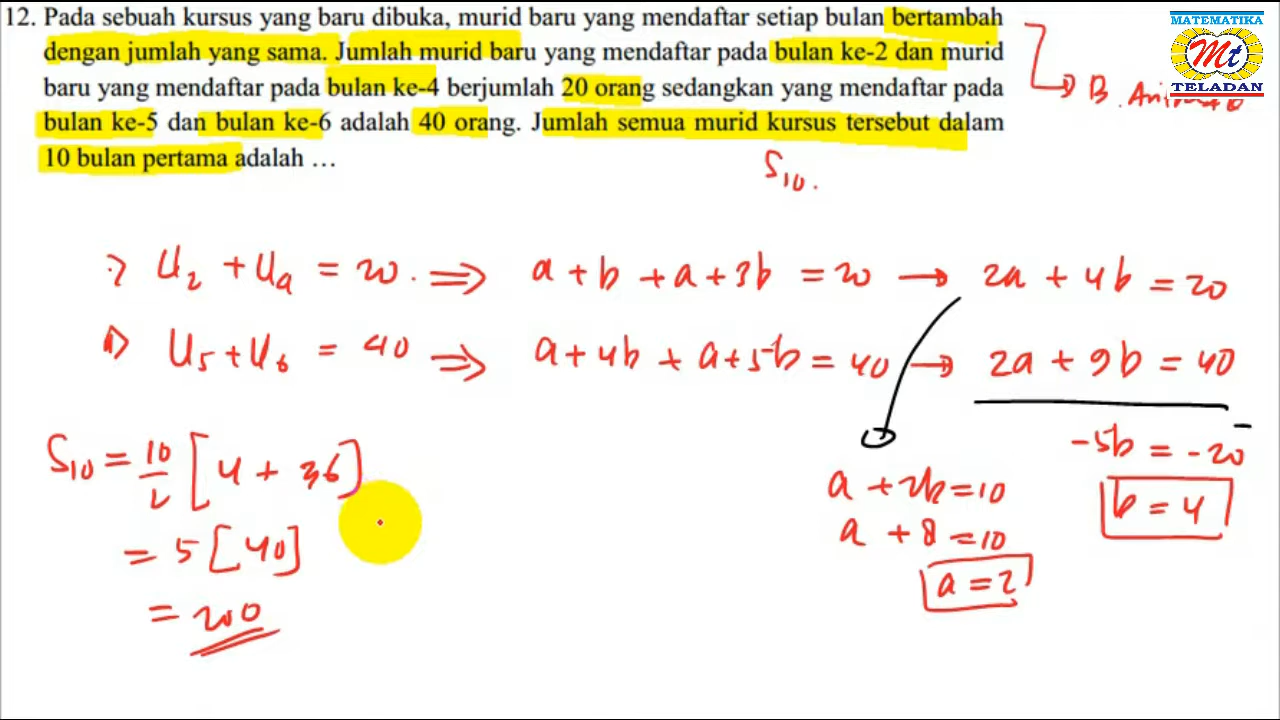 12. Pada sebuah kursus yang baru dibuka, murid baru yang mendaftar setiap bulan bertambah
dengan jumlah yang sama. Jumlah murid baru yang mendaftar pada bulan ke-2 dan murid
baru yang mendaftar pada bulan ke-4 berjumlah 20 orang sedangkan yang mendaftar pada
bulan ke-5 dan bulan ke-6 adalah 40 orang. Jumlah semua murid kursus tersebut dalam
10 bulan pertama adalah …
MATEMATIKA
Mt
TELADAN
B.
S10.
U2 + U4 = 20. ⇒ a + b + a + 3b = 20 → 2a + 4b = 20
U5 + U6 = 40 ⇒ a + 4b + a + 5b = 40 → 2a + 9b = 40
-5b = -20
b = 4
a + 2b = 10
a + 8 = 10
a = 2
S10 = 10/2 [4 + 36]
= 5 [40]
= 200